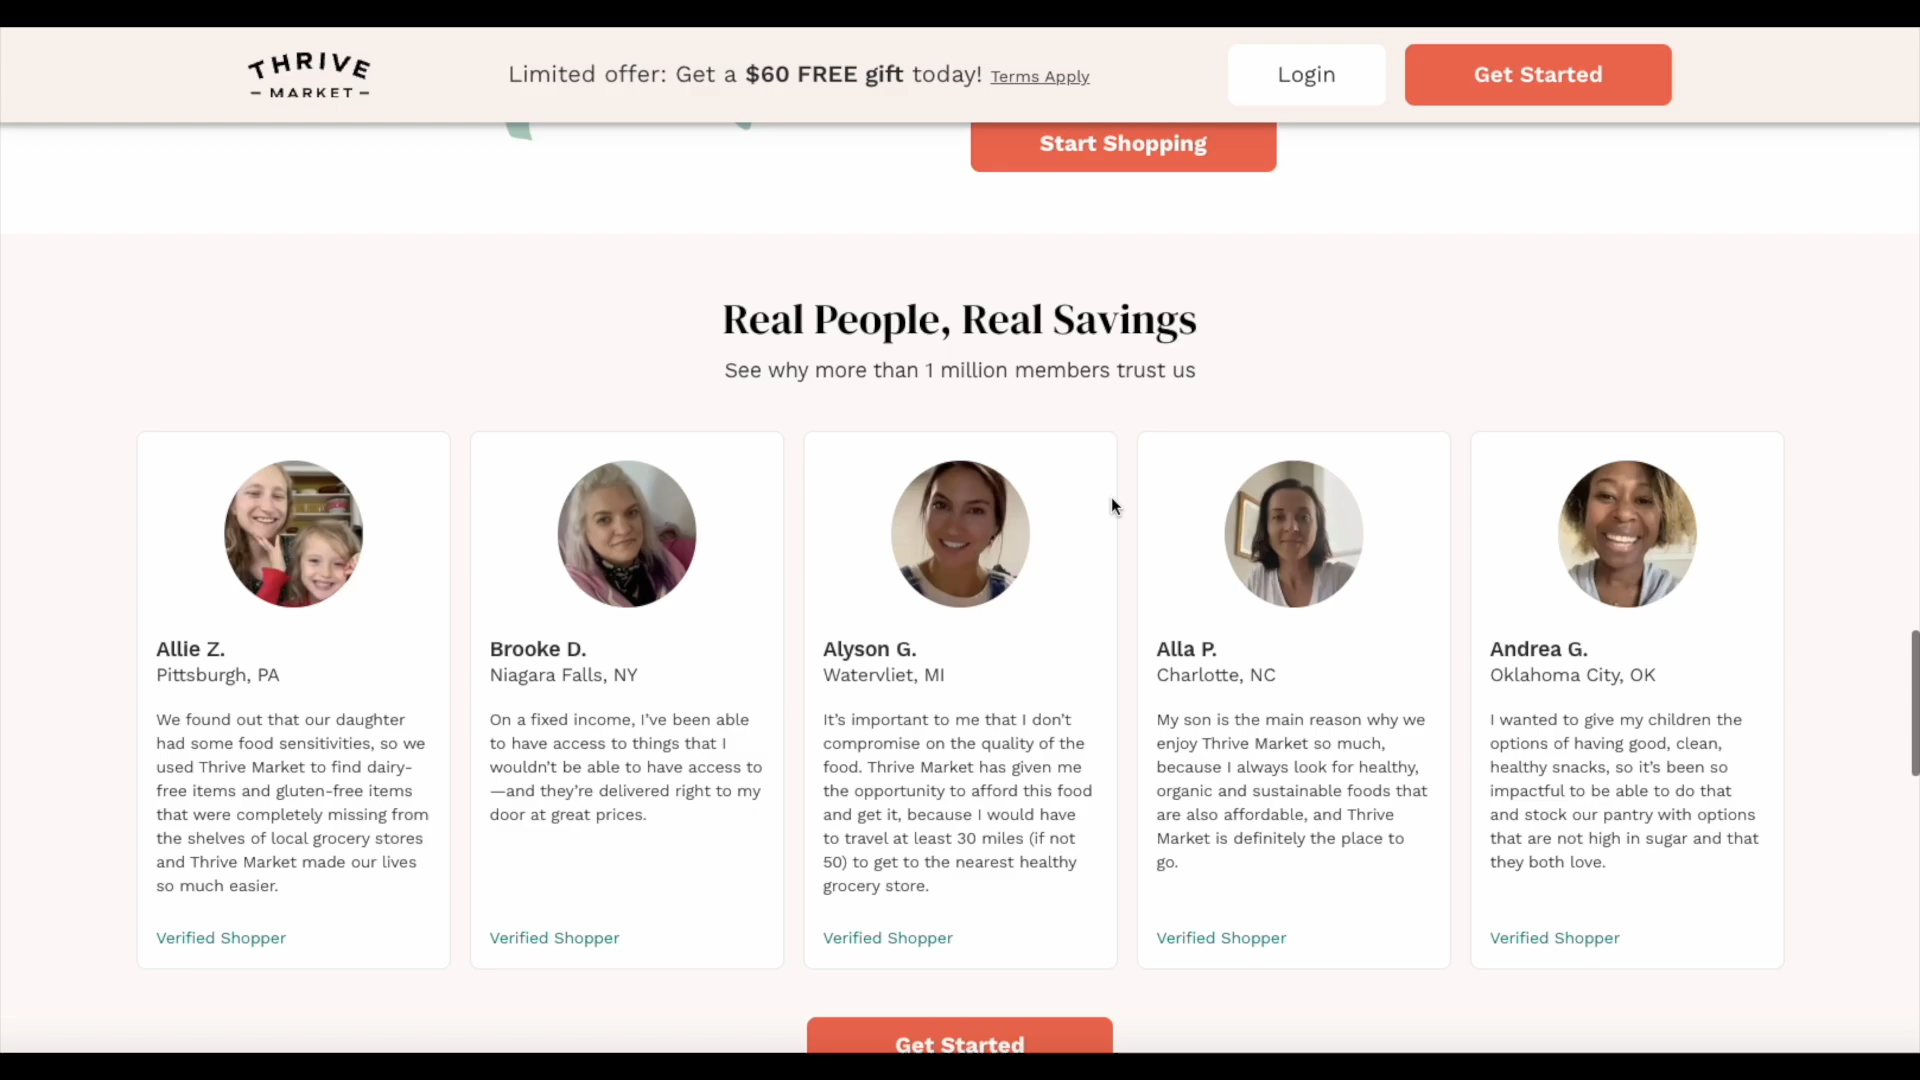 THRIVE
MARKET
Limited offer: Get a $60 FREE gift today! Terms Apply
Login
Get Started
Start Shopping
Real People, Real Savings
See why more than 1 million members trust us
Allie Z.
Pittsburgh, PA
We found out that our daughter
had some food sensitivities, so we
used Thrive Market to find dairy-
free items and gluten-free items
that were completely missing from
the shelves of local grocery stores
and Thrive Market made our lives
so much easier.
Verified Shopper
Brooke D.
Niagara Falls, NY
On a fixed income, I’ve been able
to have access to things that I
wouldn’t be able to have access to
—and they’re delivered right to my
door at great prices.
Verified Shopper
Alyson G.
Watervliet, MI
It’s important to me that I don’t
compromise on the quality of the
food. Thrive Market has given me
the opportunity to afford this food
and get it, because I would have
to travel at least 30 miles (if not
50) to get to the nearest healthy
grocery store.
Verified Shopper
Alla P.
Charlotte, NC
My son is the main reason why we
enjoy Thrive Market so much,
because I always look for healthy,
organic and sustainable foods that
are also affordable, and Thrive
Market is definitely the place to
go.
Verified Shopper
Andrea G.
Oklahoma City, OK
I wanted to give my children the
options of having good, clean,
healthy snacks, so it’s been so
impactful to be able to do that
and stock our pantry with options
that are not high in sugar and that
they both love.
Verified Shopper
Get Started